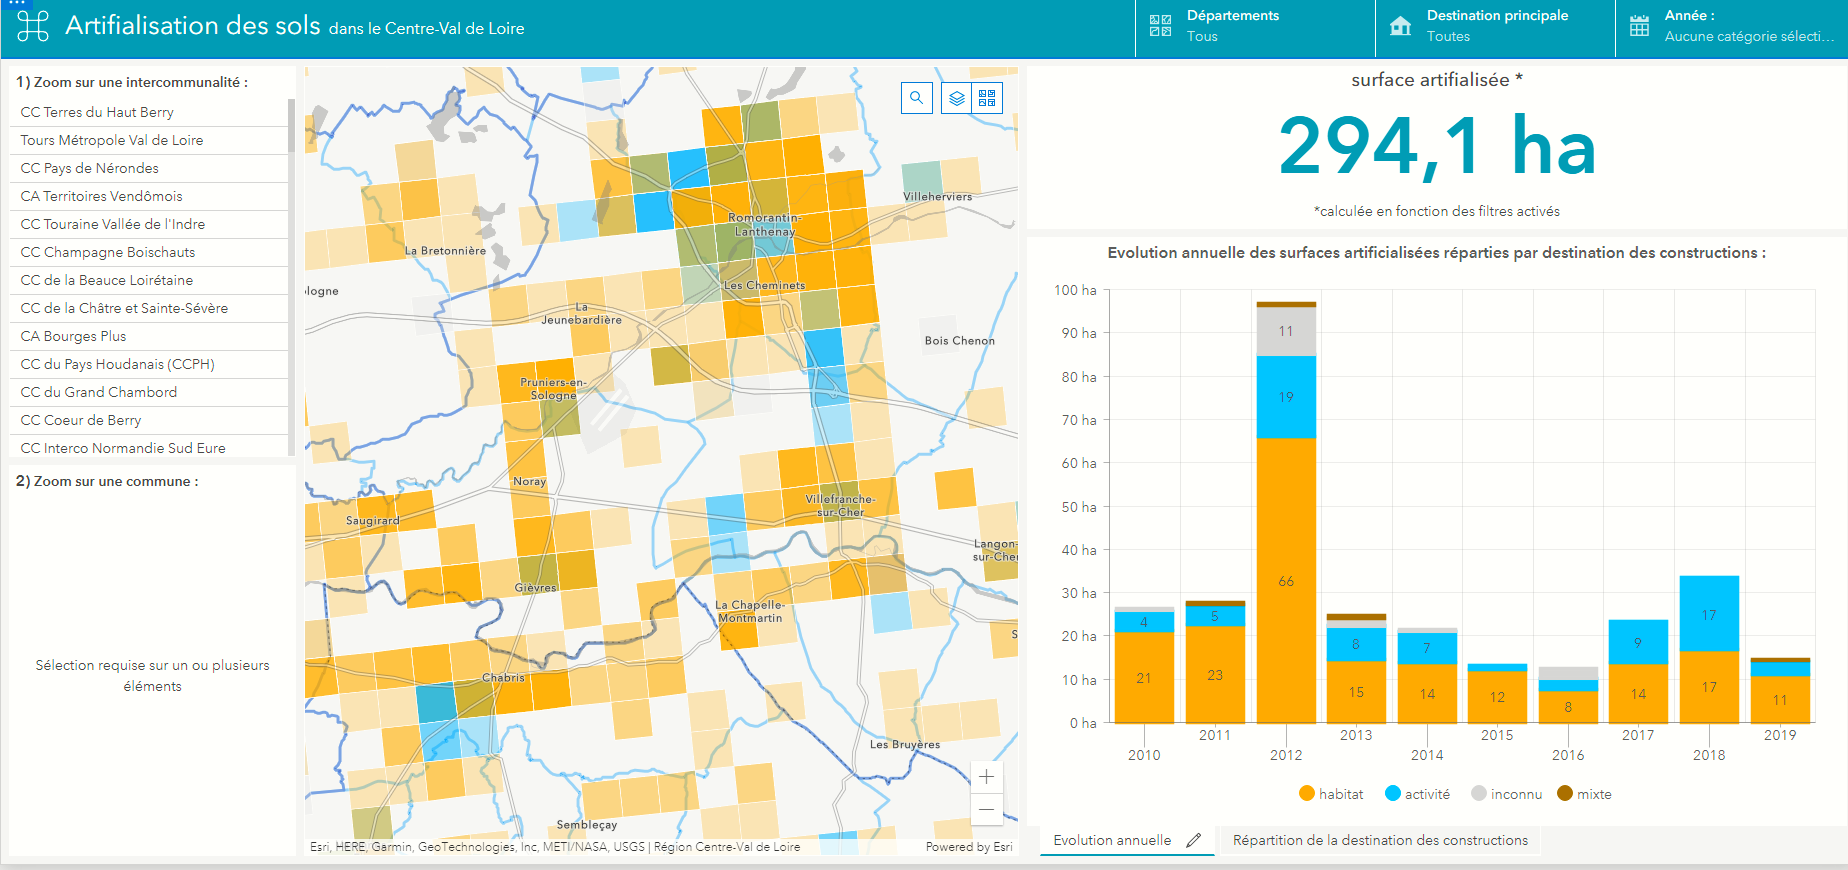 Artifialisation des sols dans le Centre-Val de Loire
Départements
Tous
Destination principale
Toutes
Année :
Aucune catégorie sélecti...
1) Zoom sur une intercommunalité :
CC Terres du Haut Berry
Tours Métropole Val de Loire
CC Pays de Nérondes
CA Territoires Vendômois
CC Touraine Vallée de l'Indre
CC Champagne Boischauts
CC de la Beauce Loirétaine
CC de la Châtre et Sainte-Sévère
CA Bourges Plus
CC du Pays Houdanais (CCPH)
CC du Grand Chambord
CC Coeur de Berry
CC Interco Normandie Sud Eure
2) Zoom sur une commune :
Sélection requise sur un ou plusieurs
éléments
Villeherviers
Romorantin-
Lanthenay
La Bretonnière
Les Cheminets
logne
La
Jeunebardière
Bois Chenon
Pruniers-en-
Sologne
Noray
Villefranche-
sur-Cher
Saugirard
Langon-
sur-Cher
Gièvres
La Chapelle-
Montmartin
S
Chabris
Les Bruyères
Sembleçay
Esri, HERE, Garmin, GeoTechnologies, Inc, METI/NASA, USGS | Région Centre-Val de Loire
Powered by Esri
surface artifialisée *
294,1 ha
*calculée en fonction des filtres activés
Evolution annuelle des surfaces artificialisées réparties par destination des constructions :
100 ha
90 ha
80 ha
70 ha
60 ha
50 ha
40 ha
30 ha
20 ha
10 ha
0 ha
21 4
23 5
66 19 11
15 8
14 7
12
8
14 9
17 17
11
2010 2011 2012 2013 2014 2015 2016 2017 2018 2019
habitat activité inconnu mixte
Evolution annuelle
Répartition de la destination des constructions